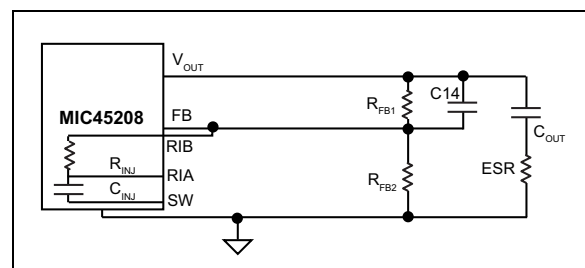 V_OUT
MIC45208
FB
RIB
R_INJ
RIA
C_INJ
SW
R_FB1
C14
R_FB2
C_OUT
ESR